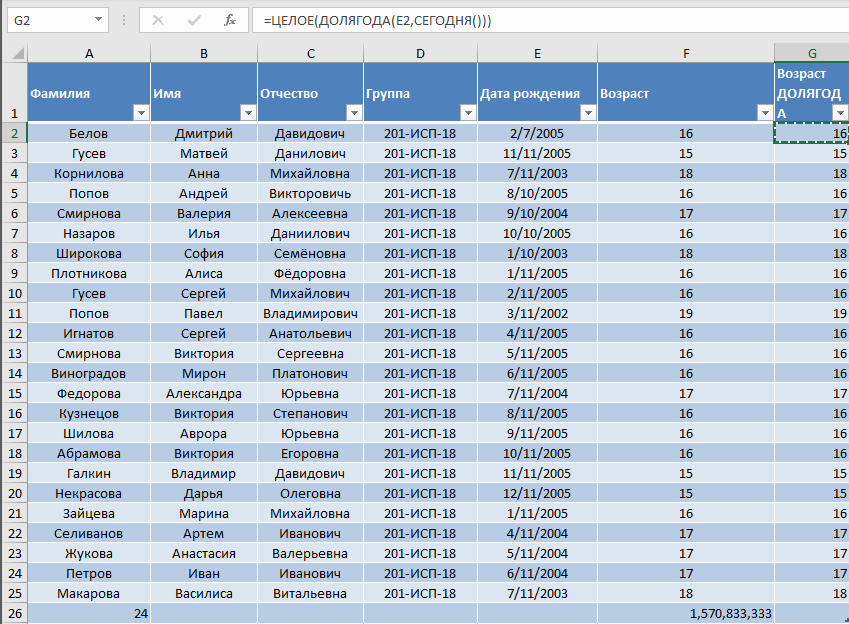 G2 =ЦЕЛОЕ(ДОЛЯГОДА(E2,СЕГОДНЯ()))
A B C D E F G
1 Фамилия Имя Отчество Группа Дата рождения Возраст Возраст ДОЛЯГОД А
2 Белов Дмитрий Давидович 201-ИСП-18 2/7/2005 16 16
3 Гусев Матвей Данилович 201-ИСП-18 11/11/2005 15 15
4 Корнилова Анна Михайловна 201-ИСП-18 7/11/2003 18 18
5 Попов Андрей Викторовичь 201-ИСП-18 8/10/2005 16 16
6 Смирнова Валерия Алексеевна 201-ИСП-18 9/10/2004 17 17
7 Назаров Илья Даниилович 201-ИСП-18 10/10/2005 16 16
8 Широкова София Семёновна 201-ИСП-18 1/10/2003 18 18
9 Плотникова Алиса Фёдоровна 201-ИСП-18 1/11/2005 16 16
10 Гусев Сергей Михайлович 201-ИСП-18 2/11/2005 16 16
11 Попов Павел Владимирович 201-ИСП-18 3/11/2002 19 19
12 Игнатов Сергей Анатольевич 201-ИСП-18 4/11/2005 16 16
13 Смирнова Виктория Сергеевна 201-ИСП-18 5/11/2005 16 16
14 Виноградов Мирон Платонович 201-ИСП-18 6/11/2005 16 16
15 Федорова Александра Юрьевна 201-ИСП-18 7/11/2004 17 17
16 Кузнецов Виктория Степанович 201-ИСП-18 8/11/2005 16 16
17 Шилова Аврора Юрьевна 201-ИСП-18 9/11/2005 16 16
18 Абрамова Виктория Егоровна 201-ИСП-18 10/11/2005 16 16
19 Галкин Владимир Давидович 201-ИСП-18 11/11/2005 15 15
20 Некрасова Дарья Олеговна 201-ИСП-18 12/11/2005 15 15
21 Зайцева Марина Михайловна 201-ИСП-18 1/11/2005 16 16
22 Селиванов Артем Иванович 201-ИСП-18 4/11/2004 17 17
23 Жукова Анастасия Валерьевна 201-ИСП-18 5/11/2004 17 17
24 Петров Иван Иванович 201-ИСП-18 6/11/2004 17 17
25 Макарова Василиса Витальевна 201-ИСП-18 7/11/2003 18 18
26 24 1,570,833,333